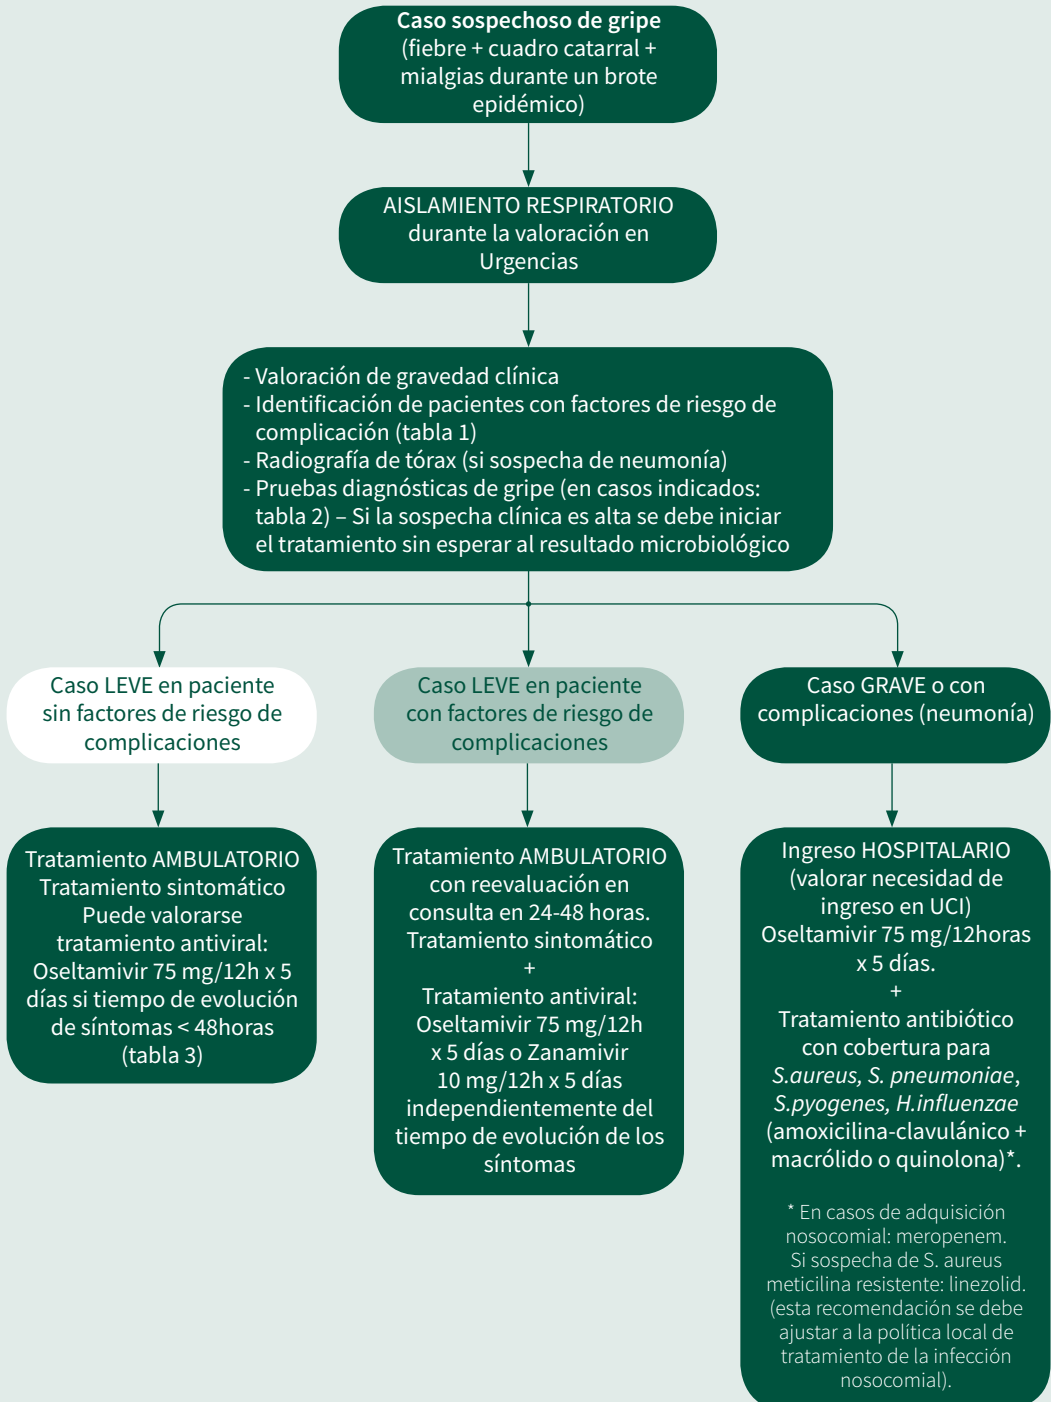 Caso sospechoso de gripe
(fiebre + cuadro catarral +
mialgias durante un brote
epidémico)
AISLAMIENTO RESPIRATORIO
durante la valoración en
Urgencias
- Valoración de gravedad clínica
- Identificación de pacientes con factores de riesgo de
complicación (tabla 1)
- Radiografía de tórax (si sospecha de neumonía)
- Pruebas diagnósticas de gripe (en casos indicados:
tabla 2) – Si la sospecha clínica es alta se debe iniciar
el tratamiento sin esperar al resultado microbiológico
Caso LEVE en paciente
sin factores de riesgo de
complicaciones
Caso LEVE en paciente
con factores de riesgo de
complicaciones
Caso GRAVE o con
complicaciones (neumonía)
Tratamiento AMBULATORIO
Tratamiento sintomático
Puede valorarse
tratamiento antiviral:
Oseltamivir 75 mg/12h x 5
días si tiempo de evolución
de síntomas < 48horas
(tabla 3)
Tratamiento AMBULATORIO
con reevaluación en
consulta en 24-48 horas.
Tratamiento sintomático
+
Tratamiento antiviral:
Oseltamivir 75 mg/12h
x 5 días o Zanamivir
10 mg/12h x 5 días
independientemente del
tiempo de evolución de los
síntomas
Ingreso HOSPITALARIO
(valorar necesidad de
ingreso en UCI)
Oseltamivir 75 mg/12horas
x 5 días.
+
Tratamiento antibiótico
con cobertura para
S.aureus, S. pneumoniae,
S.pyogenes, H.influenzae
(amoxicilina-clavulánico +
macrólido o quinolona)*.
* En casos de adquisición
nosocomial: meropenem.
Si sospecha de S. aureus
meticilina resistente: linezolid.
(esta recomendación se debe
ajustar a la política local de
tratamiento de la infección
nosocomial).